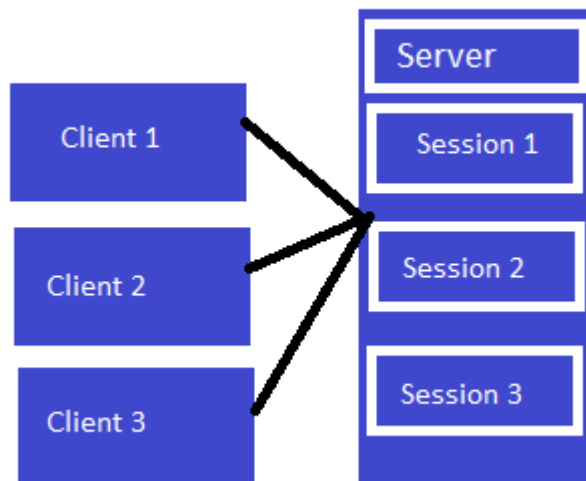 Server
Client 1
Session 1
Client 2
Session 2
Client 3
Session 3